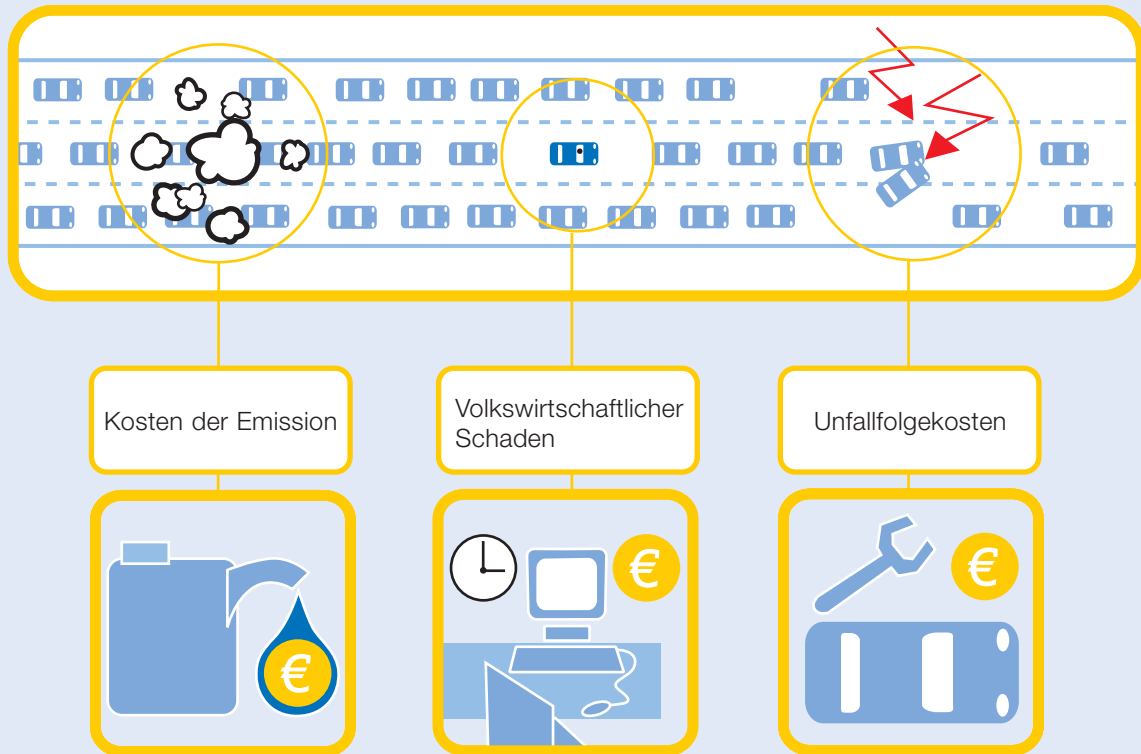 Kosten der Emission
Volkswirtschaftlicher
Schaden
Unfallfolgekosten
€
€
€